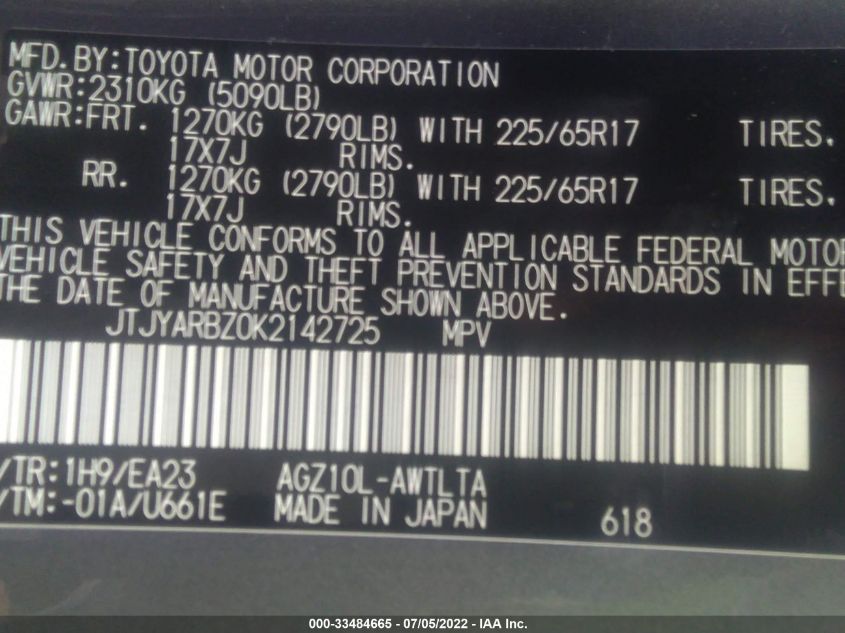 MFD.BY:TOYOTA MOTOR CORPORATION
GVWR:2310KG (5090LB)
GAWR:FRT. 1270KG (2790LB) WITH 225/65R17 TIRES,
17X7J RIMS.
RR. 1270KG (2790LB) WITH 225/65R17 TIRES,
17X7J RIMS.
THIS VEHICLE CONFORMS TO ALL APPLICABLE FEDERAL MOTOR
VEHICLE SAFETY AND THEFT PREVENTION STANDARDS IN EFFE
THE DATE OF MANUFACTURE SHOWN ABOVE.
JTJYARBZ0K2142725 MPV
/TR:1H9/EA23 AGZ10L-AWTLTA
/TM:-01A/U661E MADE IN JAPAN 618
000-33484665 - 07/05/2022 - IAA Inc.